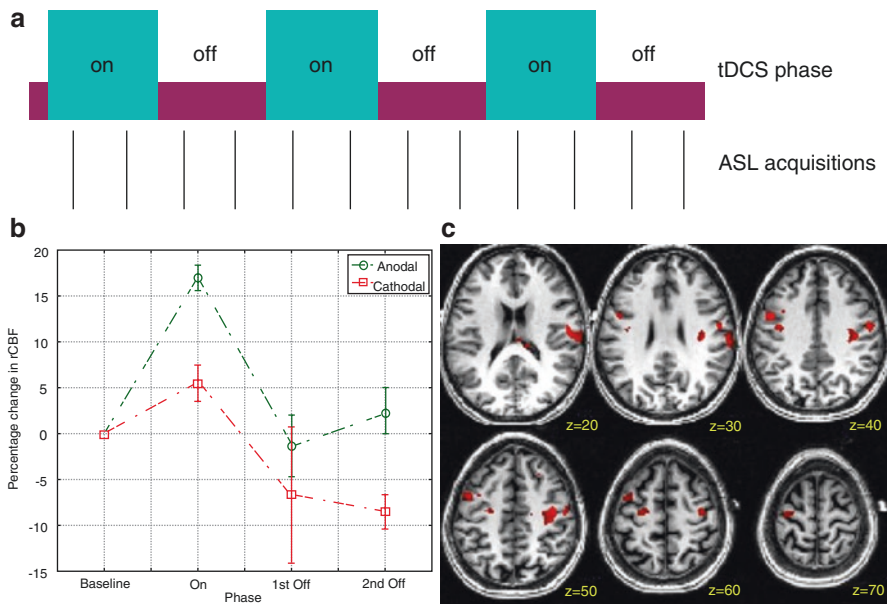 a
on
off
on
off
on
off
tDCS phase
ASL acquisitions
b
20
15
10
5
0
-5
-10
-15
Percentage change in rCBF
Anodal
Cathodal
Baseline
On
1st Off
2nd Off
Phase
c
z=20
z=30
z=40
z=50
z=60
z=70